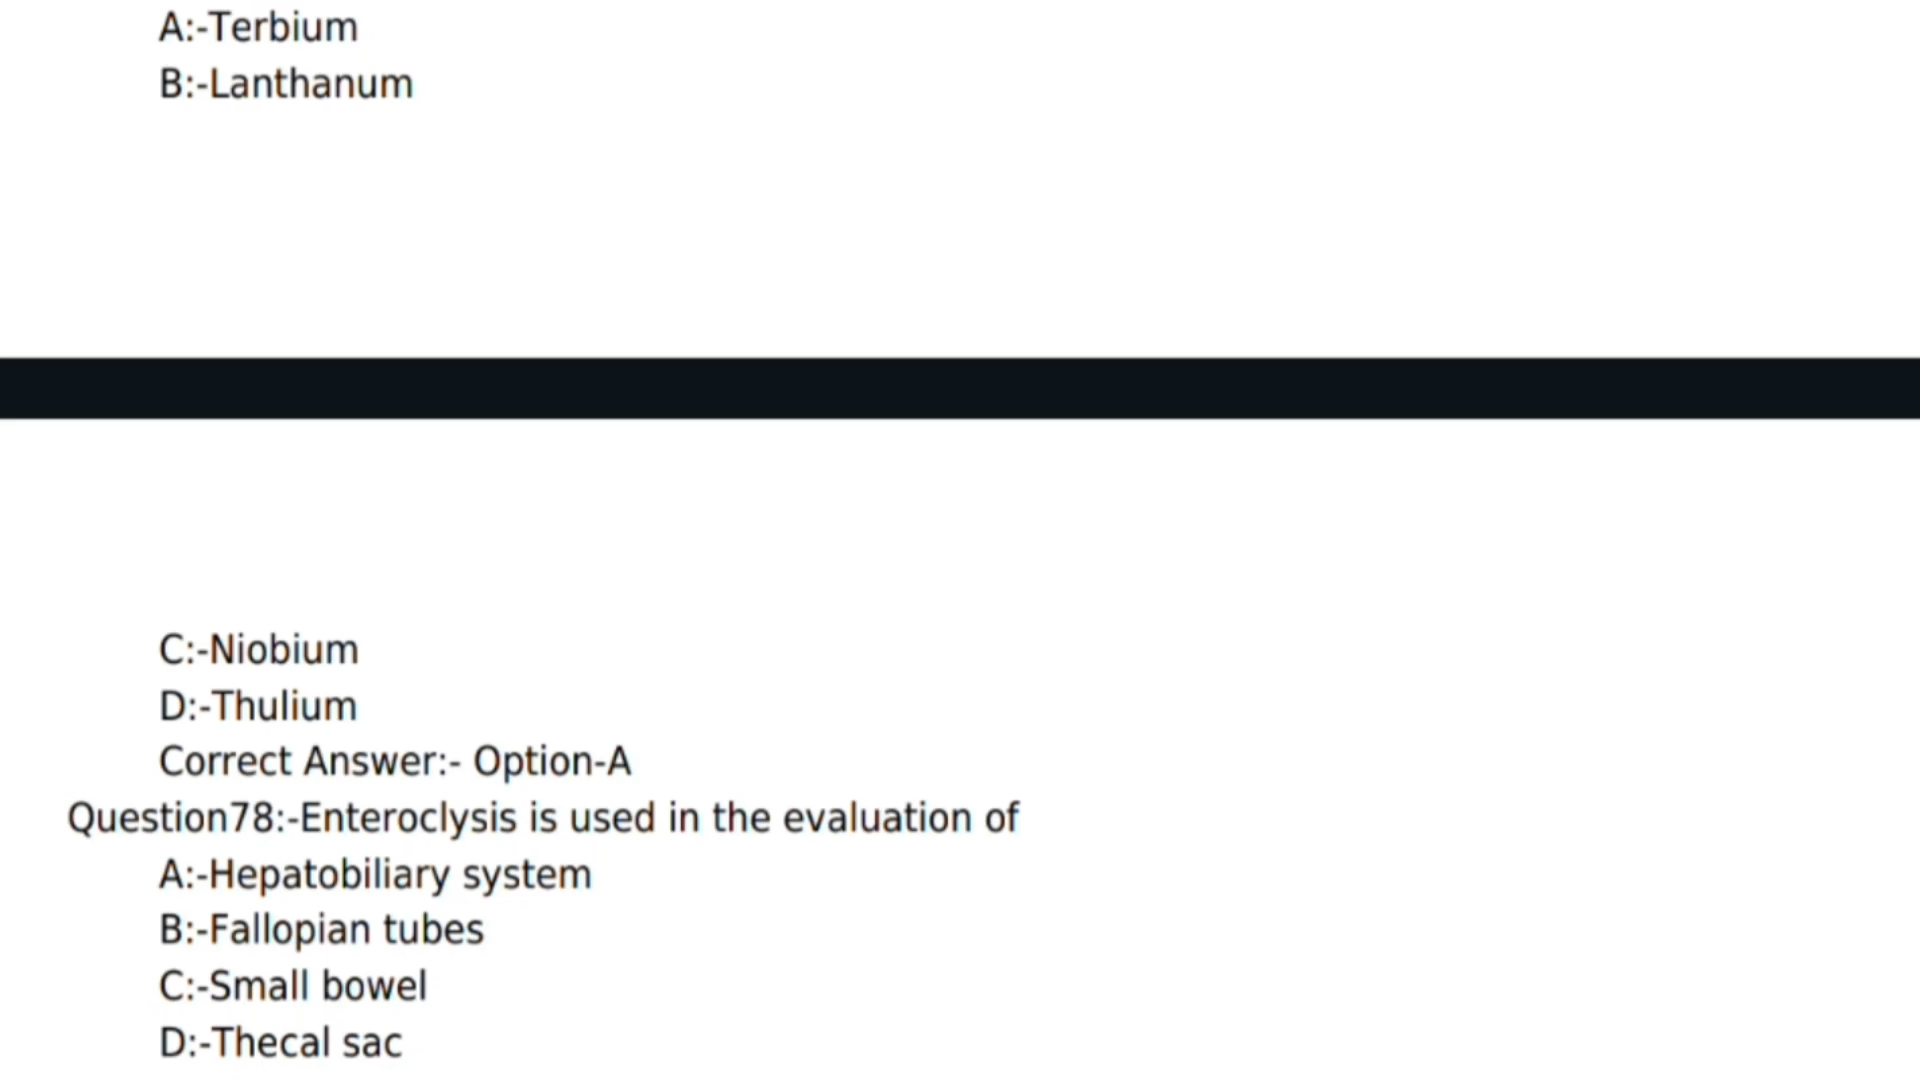 A:-Terbium
B:-Lanthanum
C:-Niobium
D:-Thulium
Correct Answer:- Option-A
Question78:-Enteroclysis is used in the evaluation of
A:-Hepatobiliary system
B:-Fallopian tubes
C:-Small bowel
D:-Thecal sac